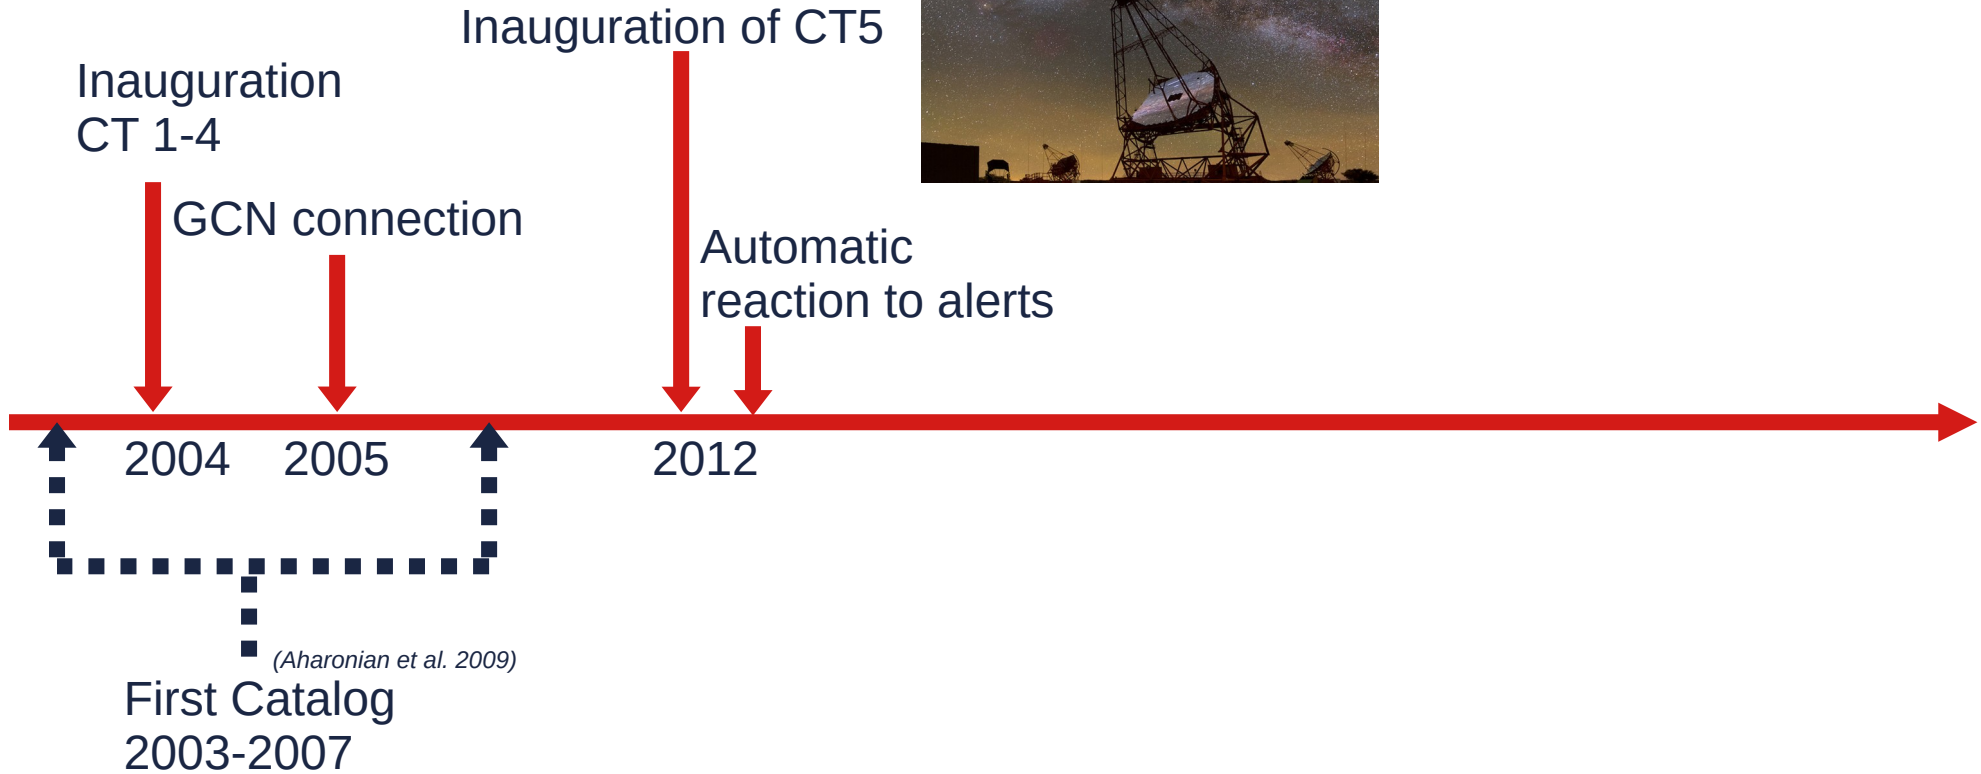 Inauguration of CT5
Inauguration
CT 1-4
GCN connection
Automatic
reaction to alerts
2004
2005
2012
(Aharonian et al. 2009)
First Catalog
2003-2007